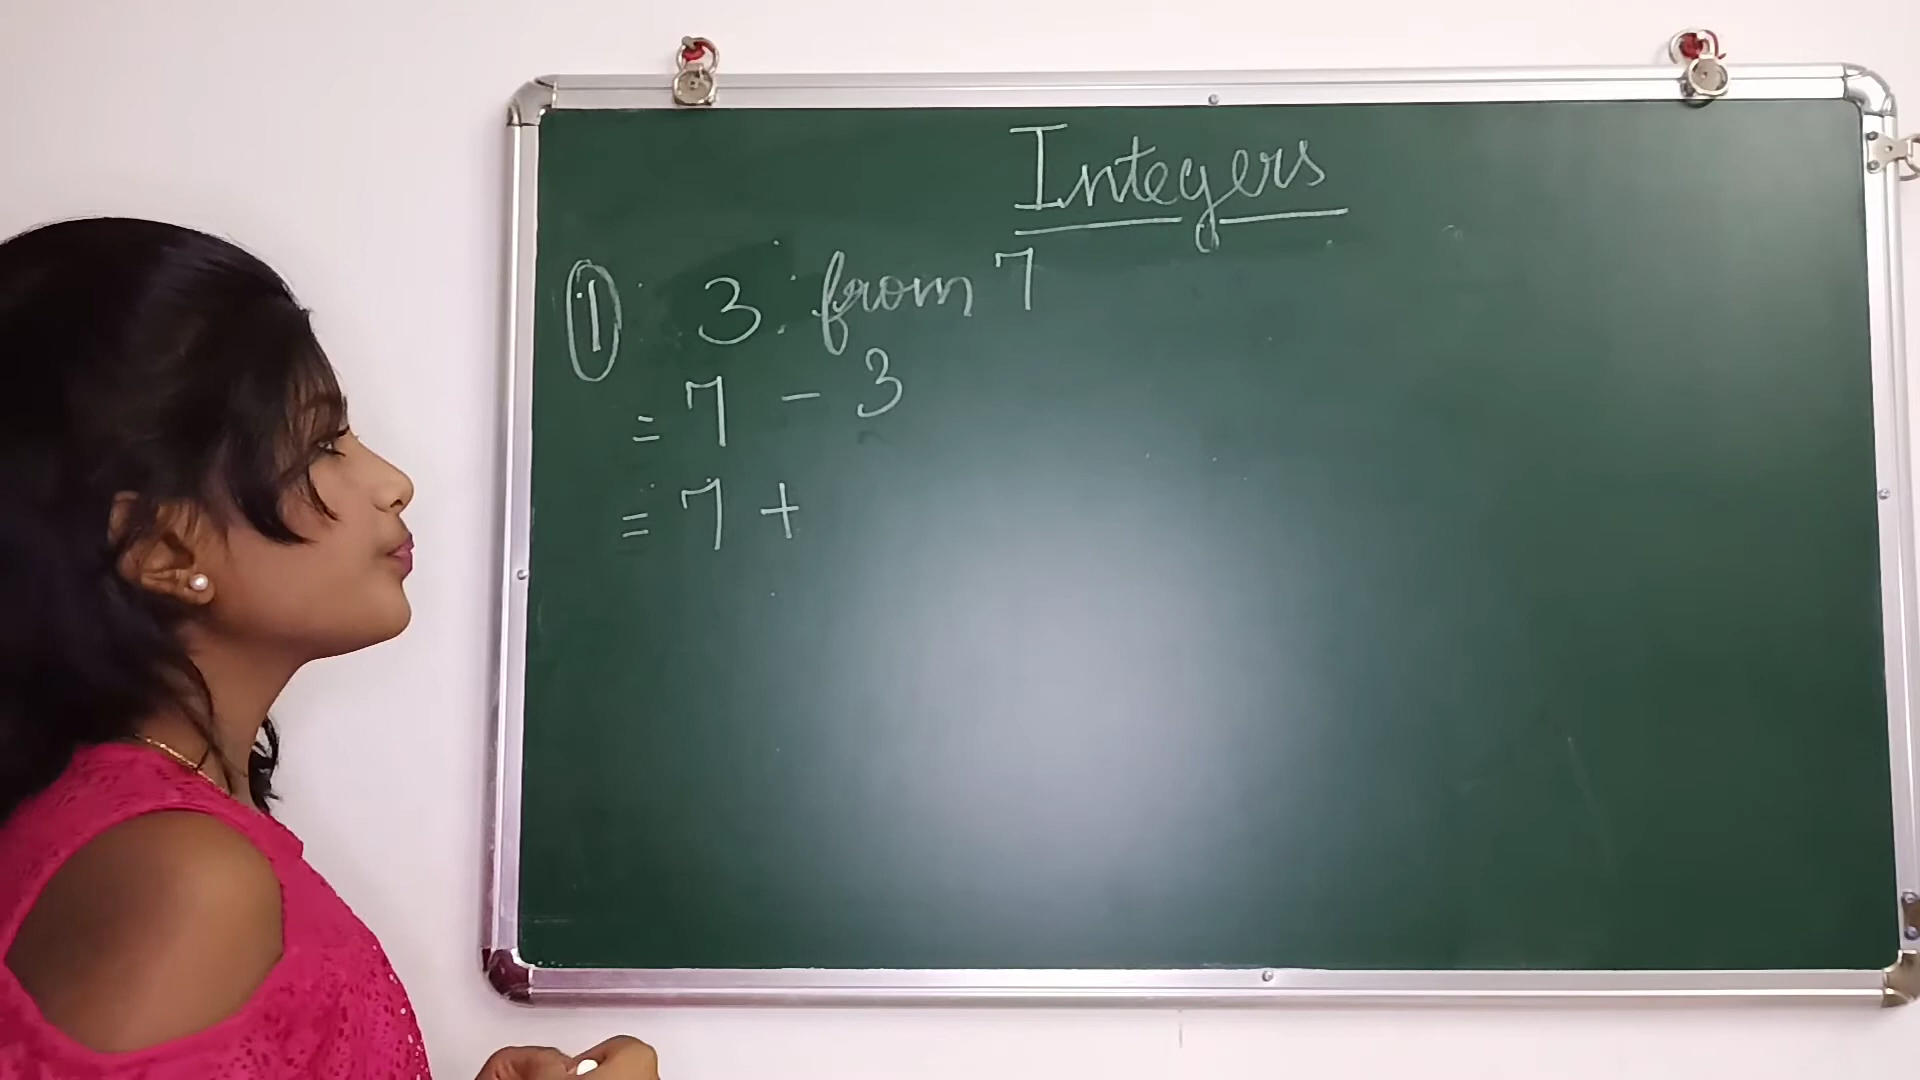 Integers
① 3 from 7
= 7 - 3
= 7 +